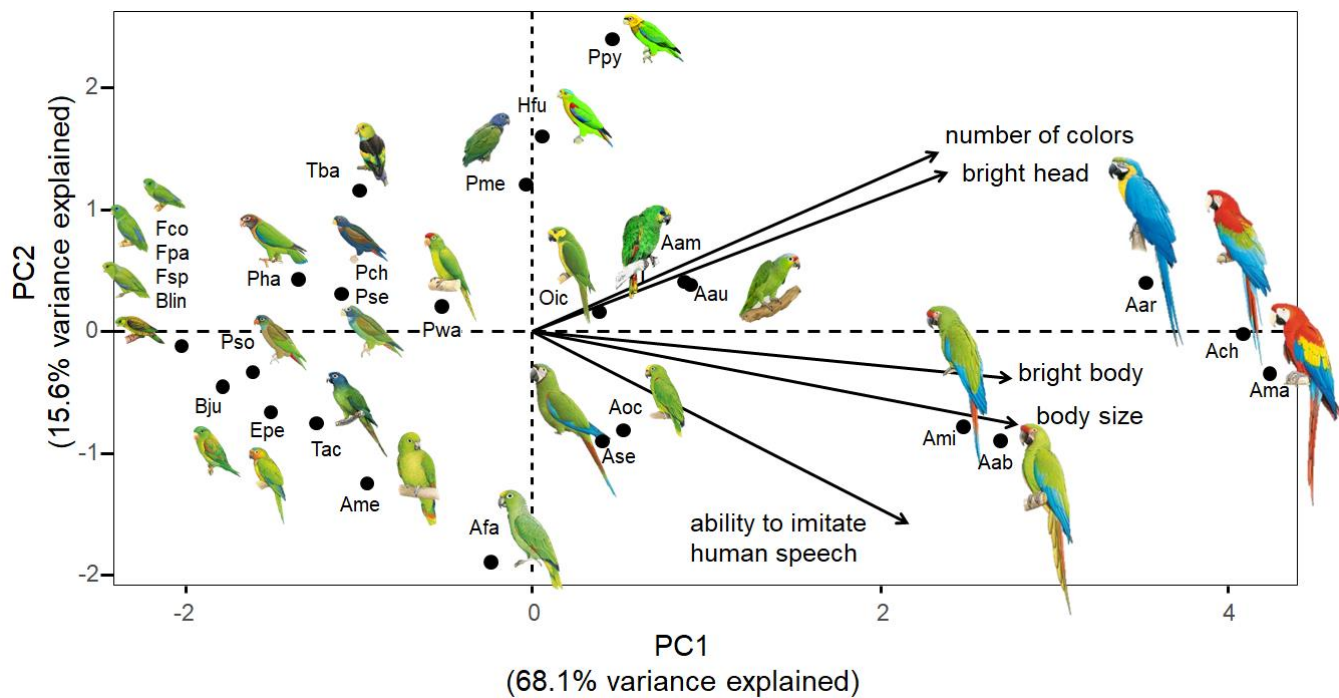 Ppy
2
Hfu
number of colors
bright head
Tba
Pme
1
Fco
Fpa
Fsp
Blin
Pha
Pch
Pse
Pwa
Oic
Aam
Aau
Aar
0
Pso
Ach
bright body
body size
Ama
Bju
Epe
Tac
Ame
Aoc
Ase
Ami
Aab
-1
ability to imitate
human speech
Afa
-2
PC2
(15.6% variance explained)
-2
0
2
4
PC1
(68.1% variance explained)